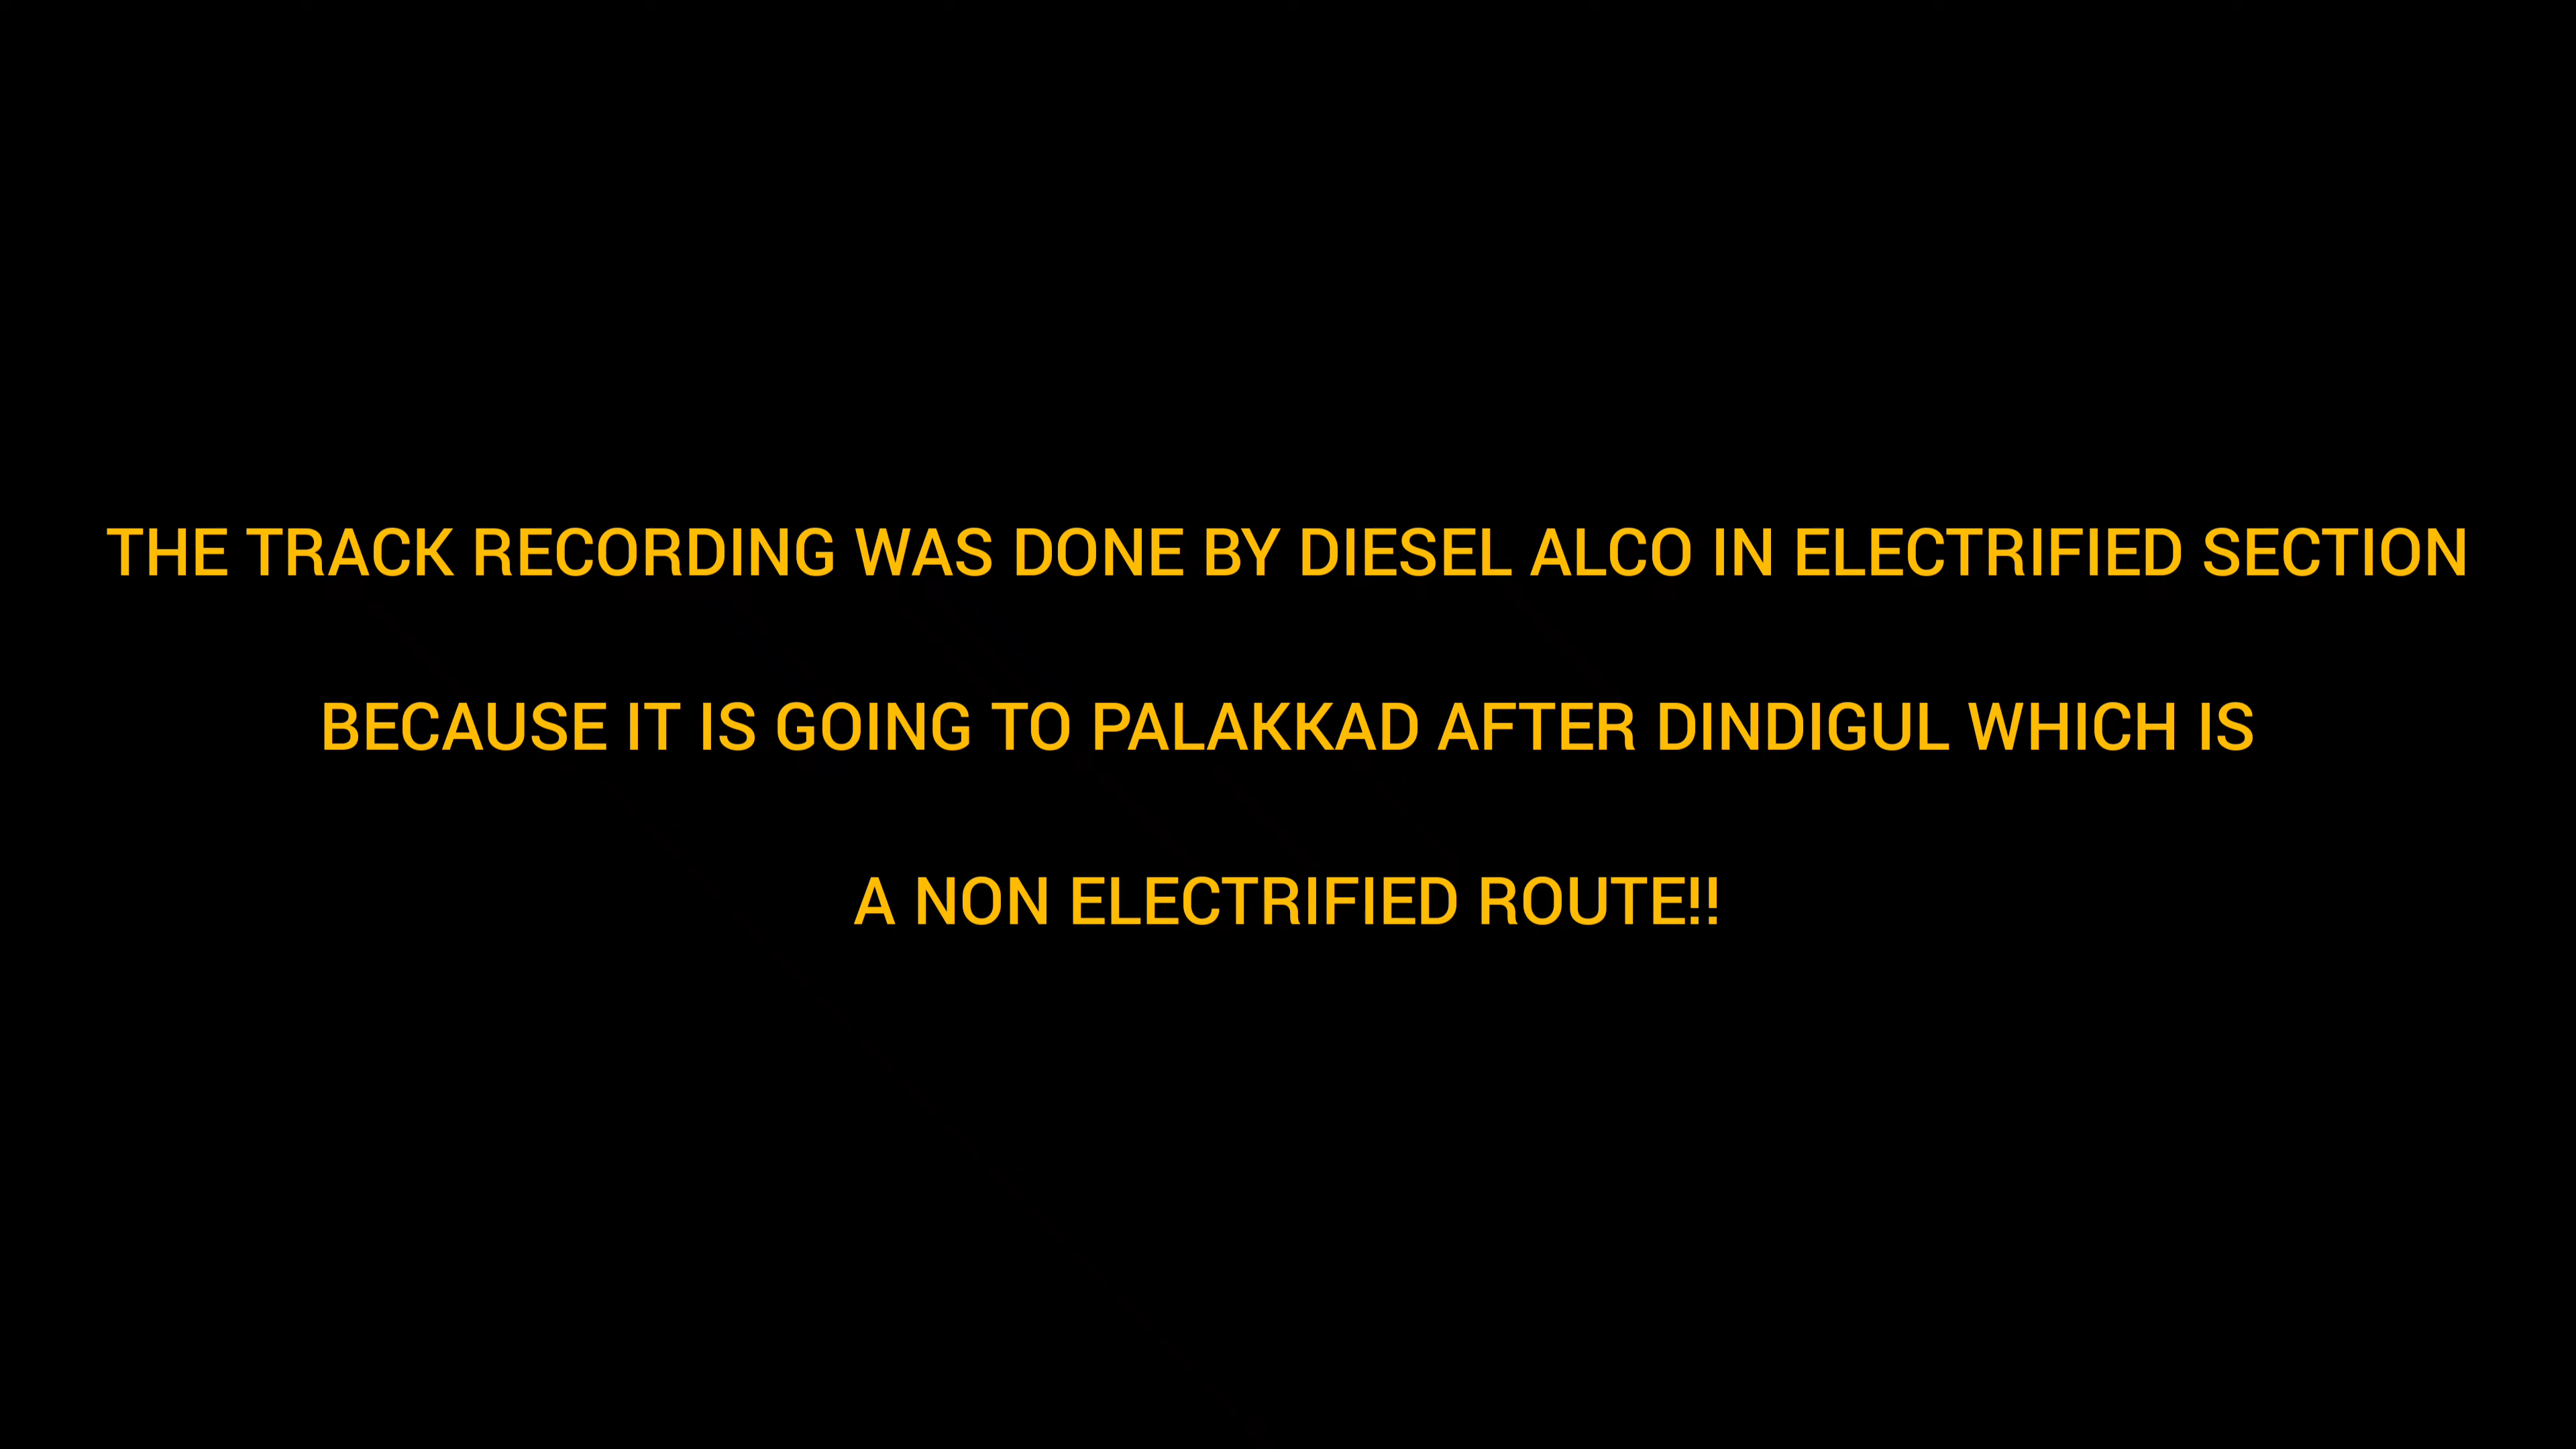 THE TRACK RECORDING WAS DONE BY DIESEL ALCO IN ELECTRIFIED SECTION
BECAUSE IT IS GOING TO PALAKKAD AFTER DINDIGUL WHICH IS
A NON ELECTRIFIED ROUTE!!